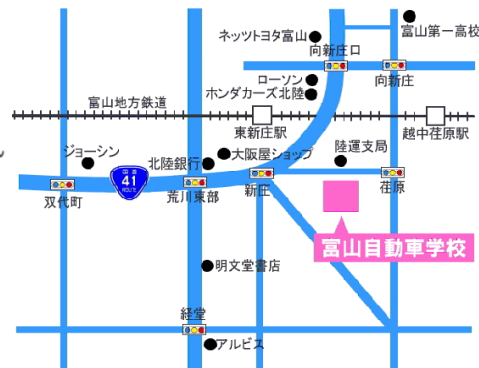 富山第一高校
ネッツトヨタ富山
向新庄口
向新庄
ローソン
ホンダカーズ北陸
富山地方鉄道
東新庄駅
越中荏原駅
ジョーシン
北陸銀行
大阪屋ショップ
陸運支局
国道
41
ROUTE
双代町
荒川東部
新庄
荏原
富山自動車学校
明文堂書店
経堂
アルビス